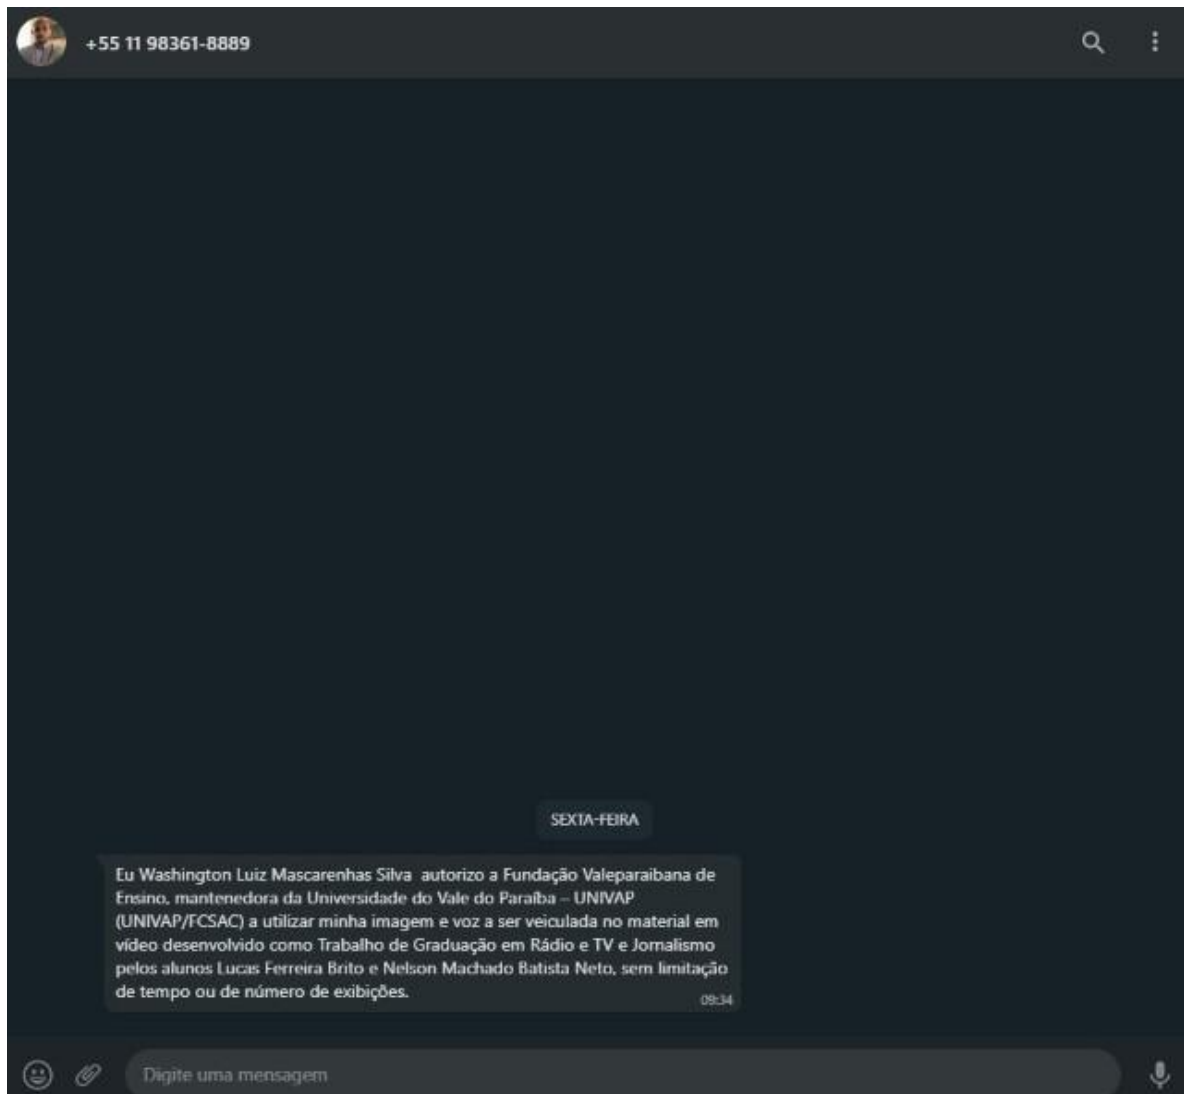 +55 11 98361-8889
SEXTA-FEIRA
Eu Washington Luiz Mascarenhas Silva  autorizo a Fundação Valeparaibana de
Ensino, mantenedora da Universidade do Vale do Paraíba – UNIVAP
(UNIVAP/FCSAC) a utilizar minha imagem e voz a ser veiculada no material em
vídeo desenvolvido como Trabalho de Graduação em Rádio e TV e Jornalismo
pelos alunos Lucas Ferreira Brito e Nelson Machado Batista Neto, sem limitação
de tempo ou de número de exibições.
09:34
Digite uma mensagem